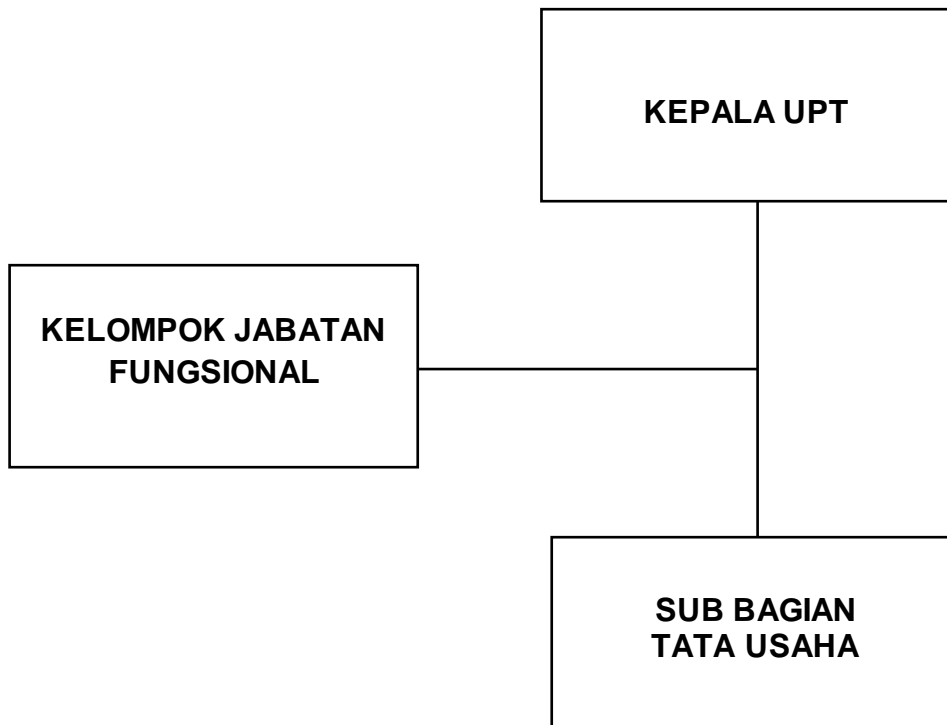 KEPALA UPT
KELOMPOK JABATAN
FUNGSIONAL
SUB BAGIAN
TATA USAHA